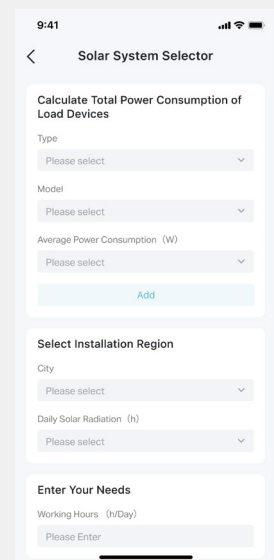 9:41
Solar System Selector
Calculate Total Power Consumption of
Load Devices
Type
Please select
Model
Please select
Average Power Consumption（W）
Please select
Add
Select Installation Region
City
Please select
Daily Solar Radiation（h）
Please select
Enter Your Needs
Working Hours（h/Day）
Please Enter